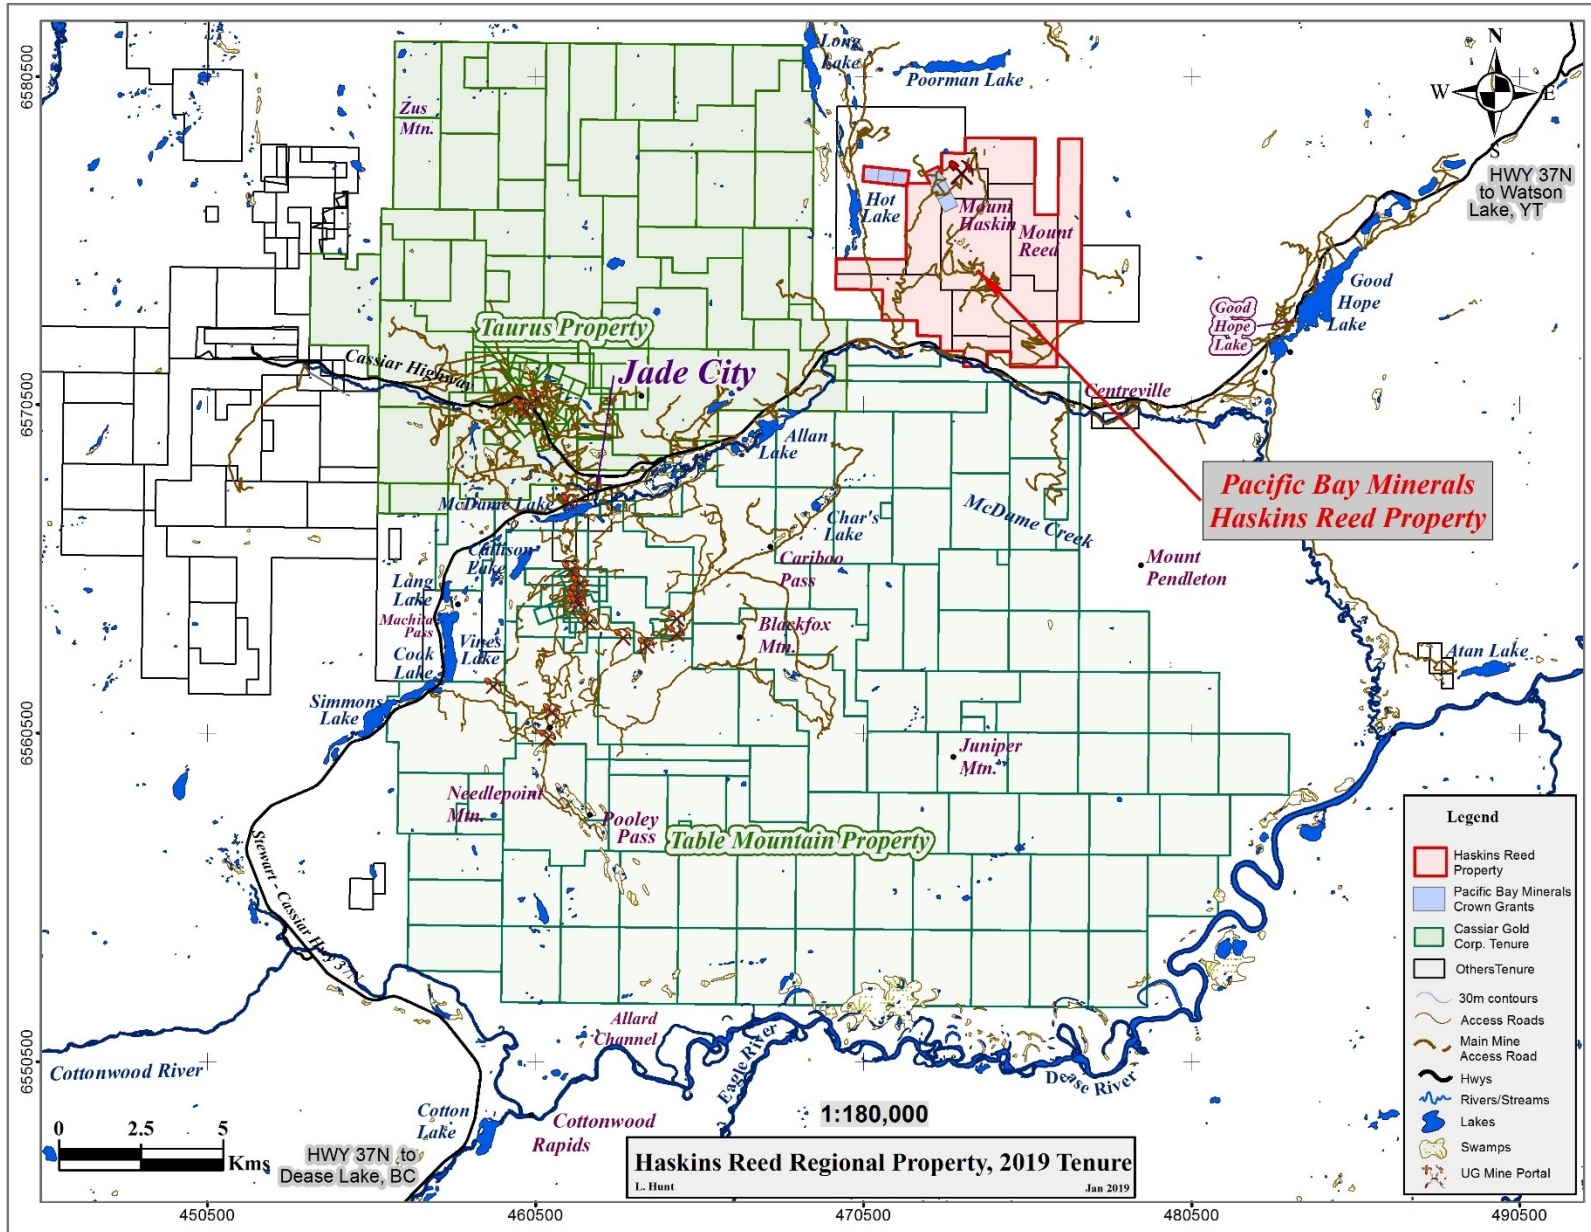 Long
Lake
Poorman Lake
N
W
E
S
HWY 37N
to Watson
Lake, YT
Zus
Mtn.
Hot
Lake
Mount
Haskin
Mount
Reed
Good
Hope
Lake
Good
Hope
Lake
Taurus Property
Cassiar Highway
Jade City
Centreville
Allan
Lake
Pacific Bay Minerals
Haskins Reed Property
McDame Lake
Char's
Lake
McDame Creek
Callison
Lake
Cariboo
Pass
Mount
Pendleton
Lang
Lake
Machita
Pass
Vines
Lake
Cook
Lake
Blackfox
Mtn.
Atan Lake
Simmons
Lake
Juniper
Mtn.
Needlepoint
Mtn.
Pooley
Pass
Table Mountain Property
Stewart - Cassiar Hwy 37N
Allard
Channel
Cottonwood River
Eagle River
Dease River
Cotton
Lake
Cottonwood
Rapids
1:180,000
0 2.5 5
Kms
HWY 37N to
Dease Lake, BC
Haskins Reed Regional Property, 2019 Tenure
L. Hunt
Jan 2019
Legend
Haskins Reed
Property
Pacific Bay Minerals
Crown Grants
Cassiar Gold
Corp. Tenure
OthersTenure
30m contours
Access Roads
Main Mine
Access Road
Hwys
Rivers/Streams
Lakes
Swamps
UG Mine Portal
6580500
6570500
6560500
6550500
450500
460500
470500
480500
490500